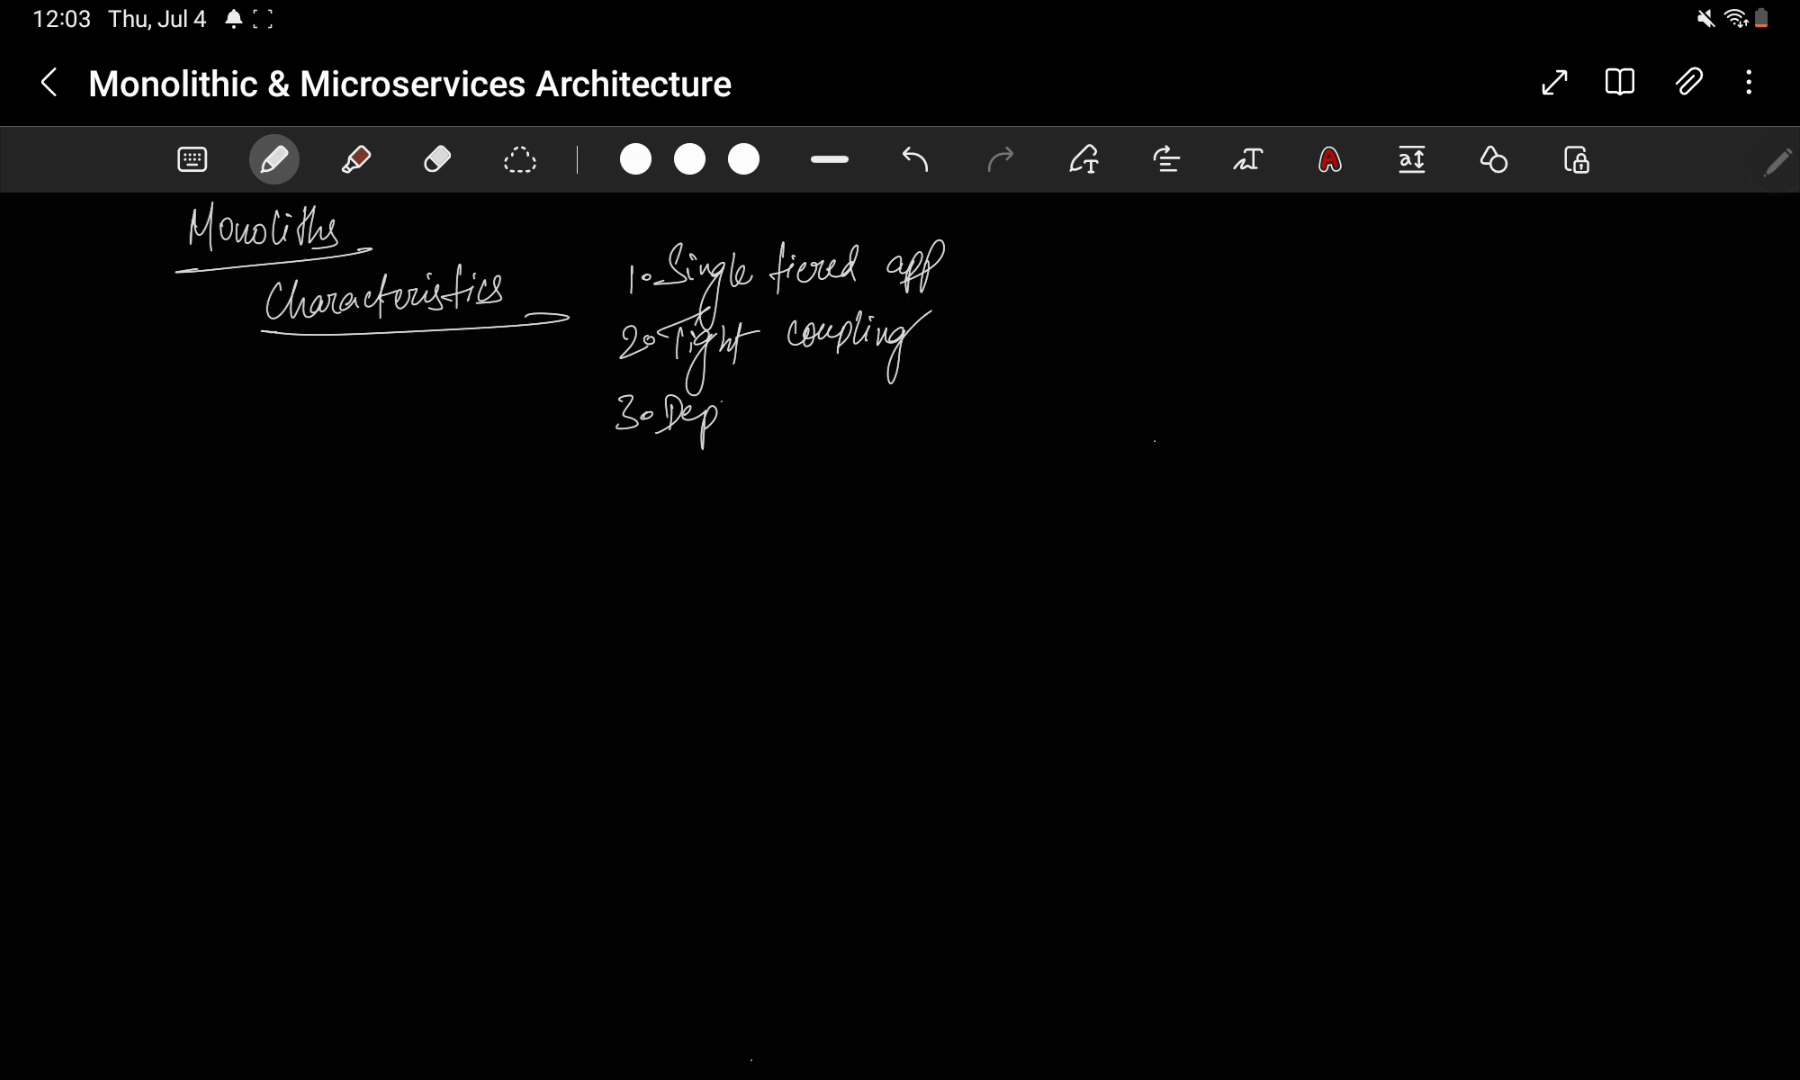 12:03 Thu, Jul 4
Monolithic & Microservices Architecture
Monoliths
Characteristics
1. Single tiered app
2. Tight coupling
3. Dep